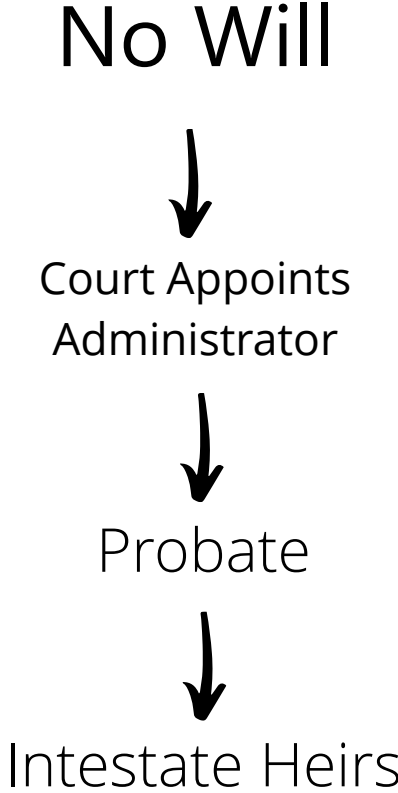 No Will
Court Appoints
Administrator
Probate
Intestate Heirs